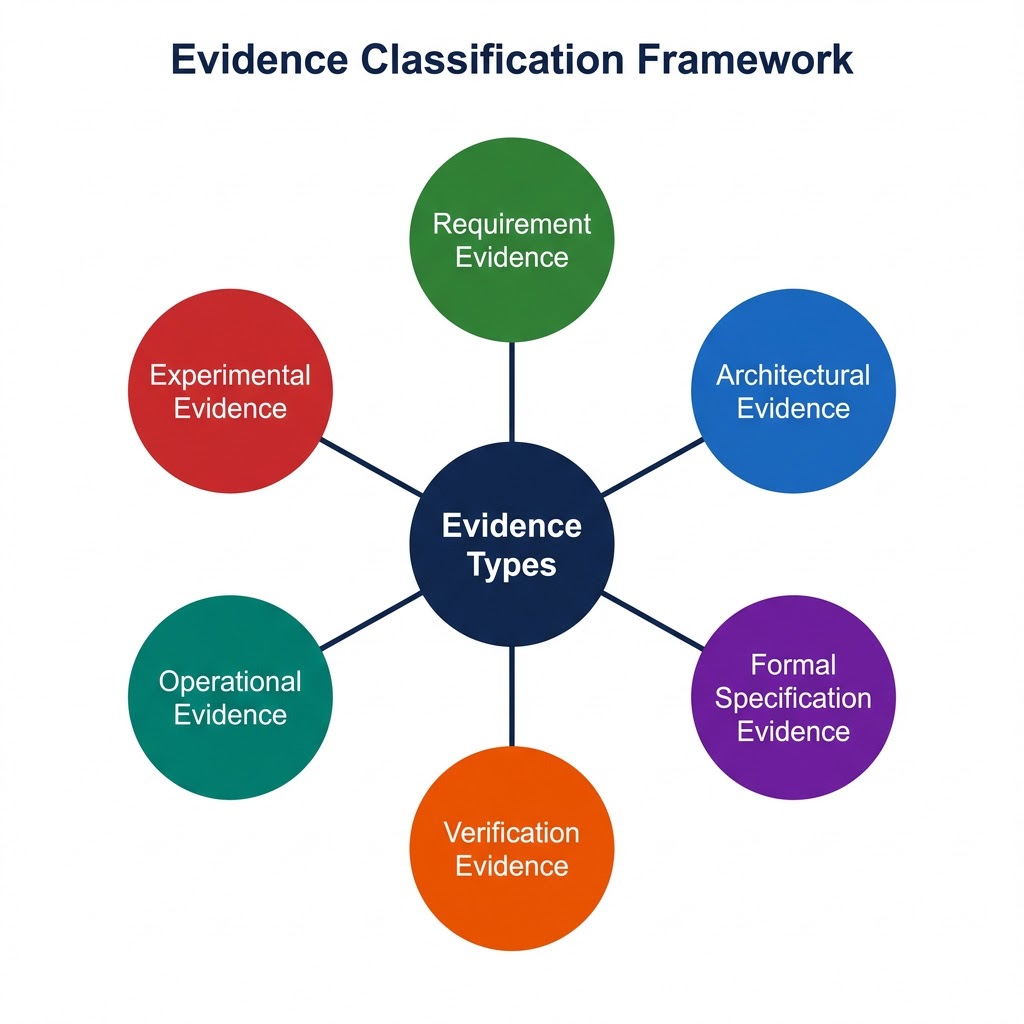 Evidence Classification Framework
Requirement
Evidence
Experimental
Evidence
Architectural
Evidence
Evidence
Types
Operational
Evidence
Formal
Specification
Evidence
Verification
Evidence